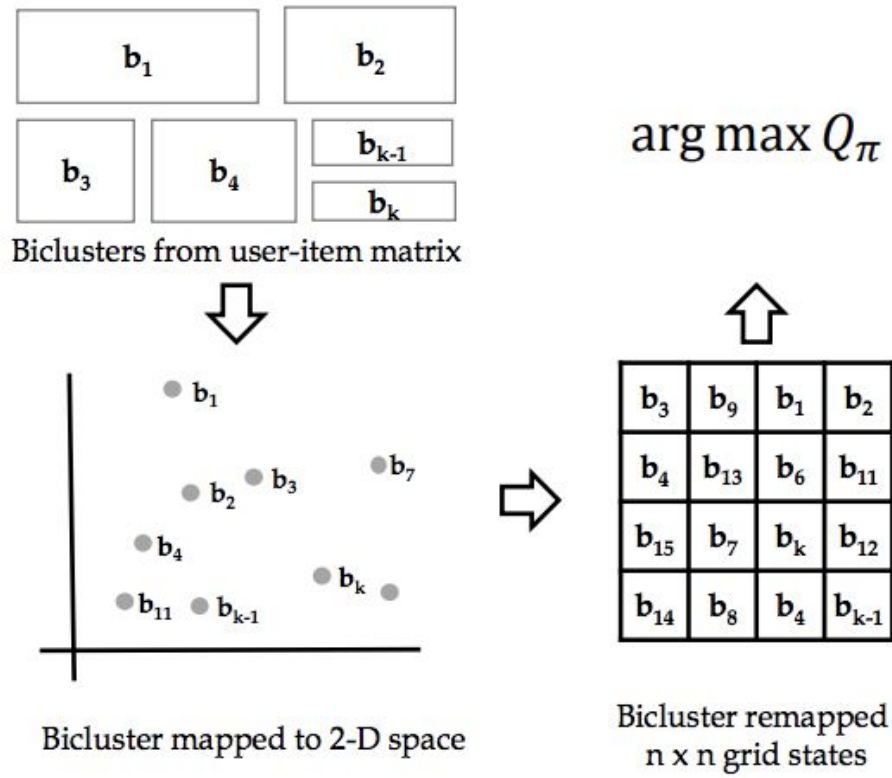 b₁ b₂
b₃ b₄ bₖ₋₁
bₖ
Biclusters from user-item matrix
arg max Q_π
b₁
b₂ b₃ b₇
b₄
b₁₁ bₖ₋₁ bₖ
Bicluster mapped to 2-D space
b₃ b₉ b₁ b₂
b₄ b₁₃ b₆ b₁₁
b₁₅ b₇ bₖ b₁₂
b₁₄ b₈ b₄ bₖ₋₁
Bicluster remapped
n x n grid states